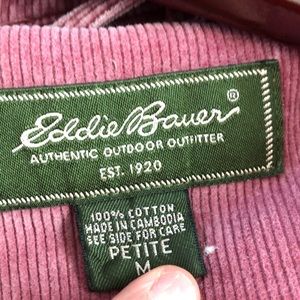 Eddie Bauer®
AUTHENTIC OUTDOOR OUTFITTER
EST. 1920
100% COTTON
MADE IN CAMBODIA
SEE SIDE FOR CARE
PETITE
M